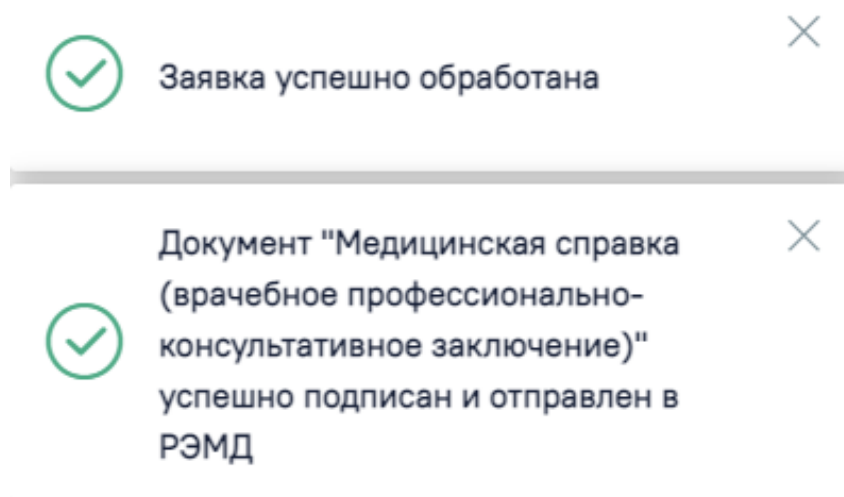 Заявка успешно обработана
Документ "Медицинская справка
(врачебное профессионально-
консультативное заключение)"
успешно подписан и отправлен в
РЭМД